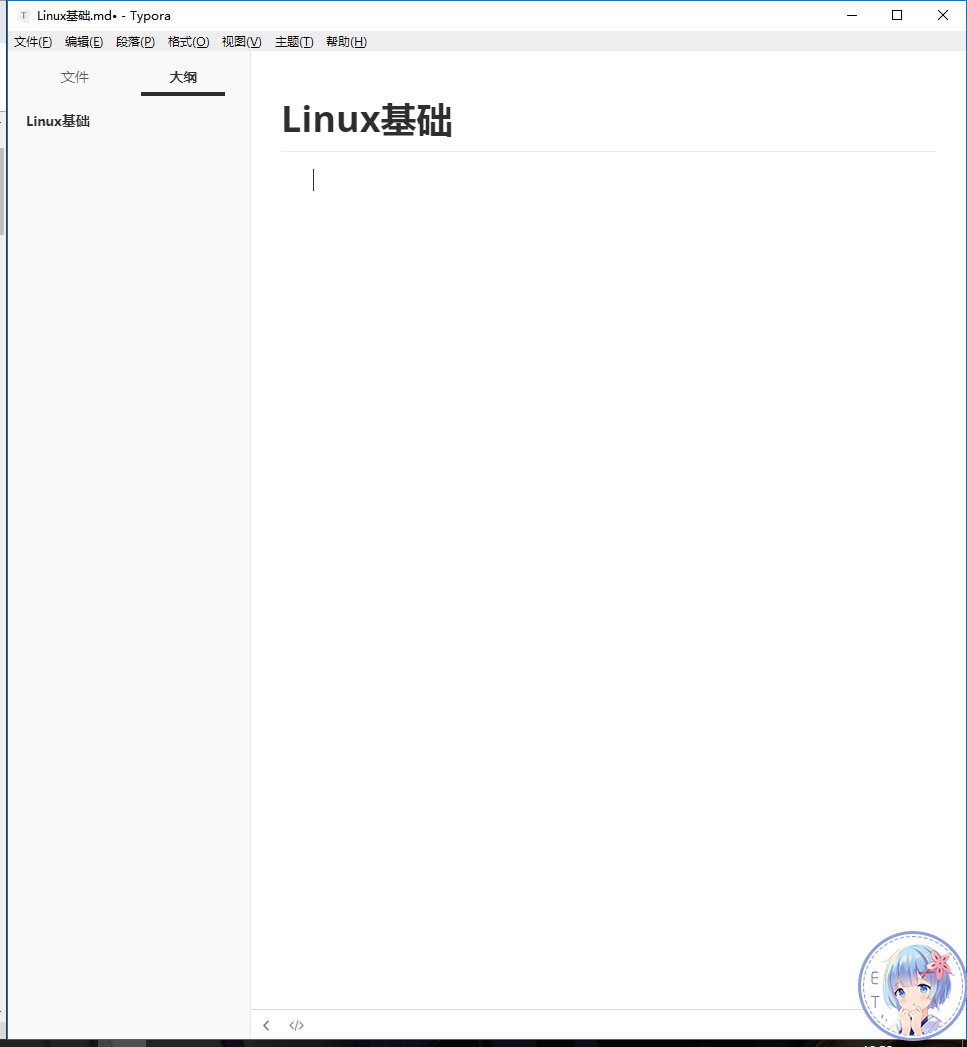 Linux基础.md• - Typora
文件(F) 编辑(E) 段落(P) 格式(O) 视图(V) 主题(T) 帮助(H)
文件 大纲
Linux基础
Linux基础
</>
E
T